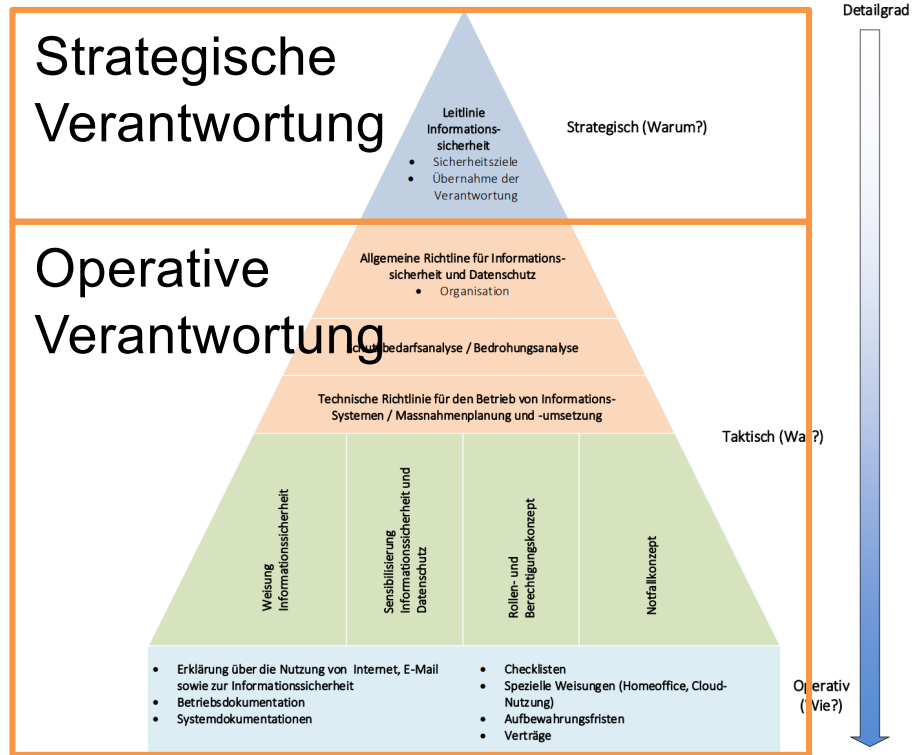 Detailgrad
Strategische
Verantwortung
Leitlinie
Informations-
sicherheit
• Sicherheitsziele
• Übernahme der
Verantwortung
Strategisch (Warum?)
Operative
Verantwortung
Allgemeine Richtline für Informations-
sicherheit und Datenschutz
• Organisation
/ Bedrohungsanalyse
Technische Richtlinie für den Betrieb von Informations-
Systemen / Massnahmenplanung und -umsetzung
Taktisch (Was?)
Weisung
Informationssicherheit
Sensibilisierung
Informationssicherheit und
Datenschutz
Rollen- und
Berechtigungskonzept
Notfallkonzept
• Erklärung über die Nutzung von Internet, E-Mail
sowie zur Informationssicherheit
• Betriebsdokumentation
• Systemdokumentationen
• Checklisten
• Spezielle Weisungen (Homeoffice, Cloud-
Nutzung)
• Aufbewahrungsfristen
• Verträge
Operativ
(Wie?)